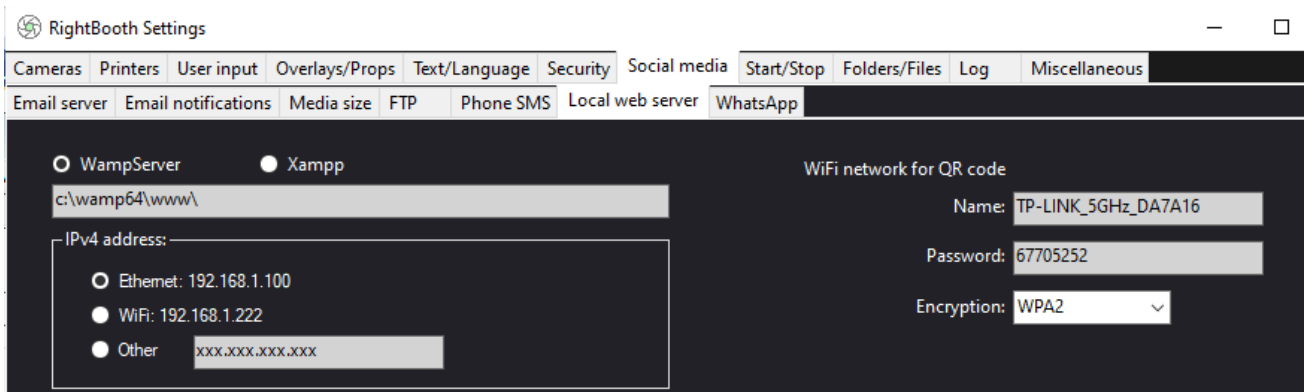 RightBooth Settings
Cameras Printers User input Overlays/Props Text/Language Security Social media Start/Stop Folders/Files Log Miscellaneous
Email server Email notifications Media size FTP Phone SMS Local web server WhatsApp
WampServer Xampp
c:\wamp64\www\
IPv4 address:
Ethernet: 192.168.1.100
WiFi: 192.168.1.222
Other xxx.xxx.xxx.xxx
WiFi network for QR code
Name: TP-LINK_5GHz_DA7A16
Password: 67705252
Encryption: WPA2